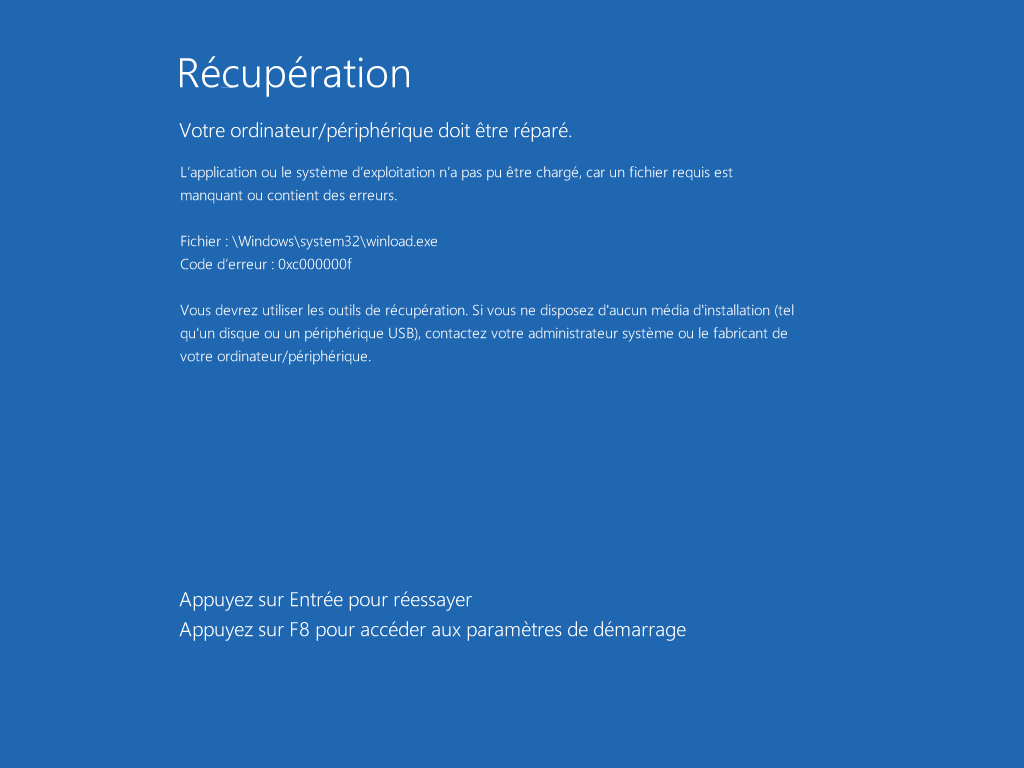 Récupération
Votre ordinateur/périphérique doit être réparé.
L’application ou le système d’exploitation n’a pas pu être chargé, car un fichier requis est
manquant ou contient des erreurs.
Fichier : \Windows\system32\winload.exe
Code d’erreur : 0xc000000f
Vous devrez utiliser les outils de récupération. Si vous ne disposez d'aucun média d'installation (tel
qu'un disque ou un périphérique USB), contactez votre administrateur système ou le fabricant de
votre ordinateur/périphérique.
Appuyez sur Entrée pour réessayer
Appuyez sur F8 pour accéder aux paramètres de démarrage